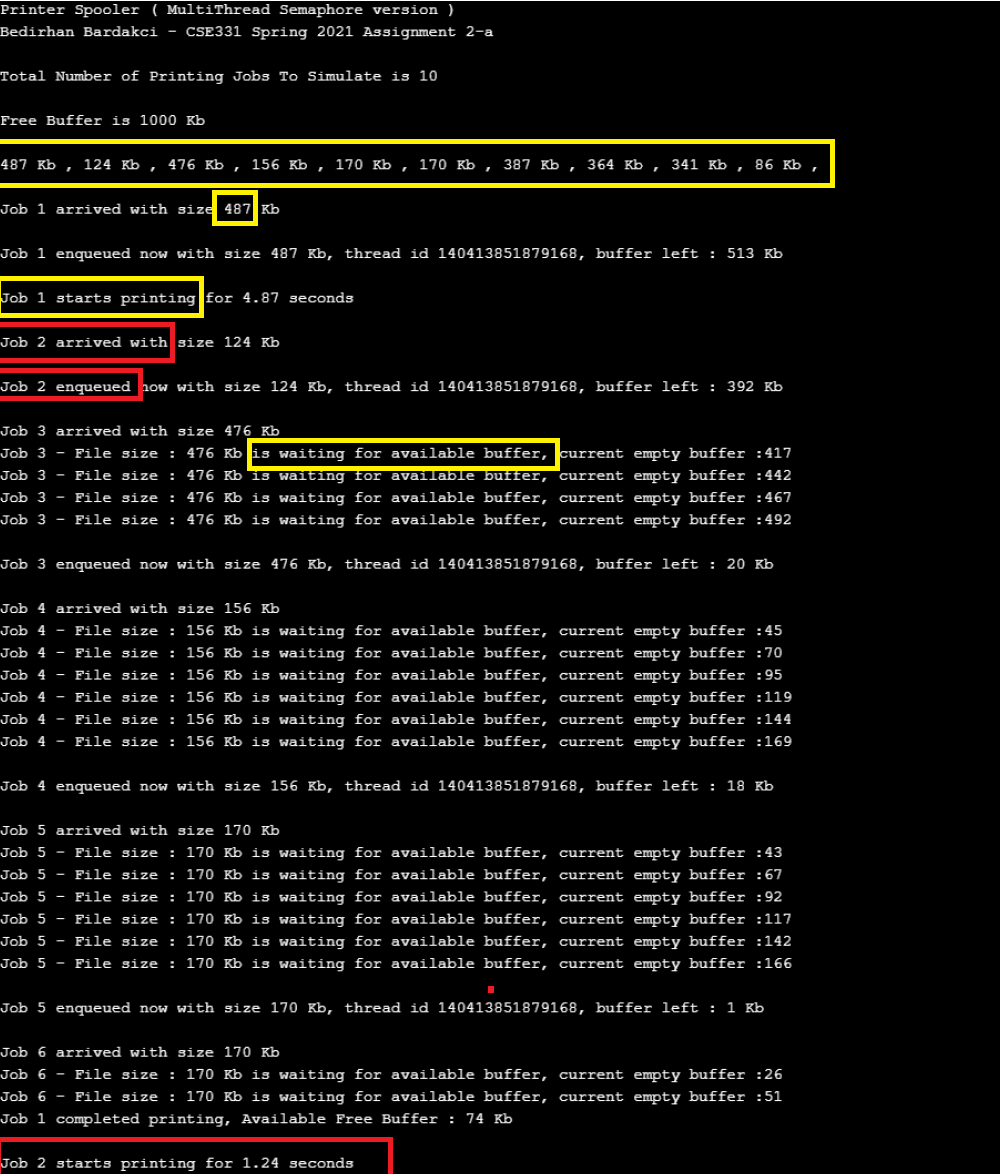 Printer Spooler ( MultiThread Semaphore version )
Bedirhan Bardakci - CSE331 Spring 2021 Assignment 2-a
Total Number of Printing Jobs To Simulate is 10
Free Buffer is 1000 Kb
487 Kb , 124 Kb , 476 Kb , 156 Kb , 170 Kb , 170 Kb , 387 Kb , 364 Kb , 341 Kb , 86 Kb ,
Job 1 arrived with size 487 Kb
Job 1 enqueued now with size 487 Kb, thread id 140413851879168, buffer left : 513 Kb
Job 1 starts printing for 4.87 seconds
Job 2 arrived with size 124 Kb
Job 2 enqueued now with size 124 Kb, thread id 140413851879168, buffer left : 392 Kb
Job 3 arrived with size 476 Kb
Job 3 - File size : 476 Kb is waiting for available buffer, current empty buffer :417
Job 3 - File size : 476 Kb is waiting for available buffer, current empty buffer :442
Job 3 - File size : 476 Kb is waiting for available buffer, current empty buffer :467
Job 3 - File size : 476 Kb is waiting for available buffer, current empty buffer :492
Job 3 enqueued now with size 476 Kb, thread id 140413851879168, buffer left : 20 Kb
Job 4 arrived with size 156 Kb
Job 4 - File size : 156 Kb is waiting for available buffer, current empty buffer :45
Job 4 - File size : 156 Kb is waiting for available buffer, current empty buffer :70
Job 4 - File size : 156 Kb is waiting for available buffer, current empty buffer :95
Job 4 - File size : 156 Kb is waiting for available buffer, current empty buffer :119
Job 4 - File size : 156 Kb is waiting for available buffer, current empty buffer :144
Job 4 - File size : 156 Kb is waiting for available buffer, current empty buffer :169
Job 4 enqueued now with size 156 Kb, thread id 140413851879168, buffer left : 18 Kb
Job 5 arrived with size 170 Kb
Job 5 - File size : 170 Kb is waiting for available buffer, current empty buffer :43
Job 5 - File size : 170 Kb is waiting for available buffer, current empty buffer :67
Job 5 - File size : 170 Kb is waiting for available buffer, current empty buffer :92
Job 5 - File size : 170 Kb is waiting for available buffer, current empty buffer :117
Job 5 - File size : 170 Kb is waiting for available buffer, current empty buffer :142
Job 5 - File size : 170 Kb is waiting for available buffer, current empty buffer :166
Job 5 enqueued now with size 170 Kb, thread id 140413851879168, buffer left : 1 Kb
Job 6 arrived with size 170 Kb
Job 6 - File size : 170 Kb is waiting for available buffer, current empty buffer :26
Job 6 - File size : 170 Kb is waiting for available buffer, current empty buffer :51
Job 1 completed printing, Available Free Buffer : 74 Kb
Job 2 starts printing for 1.24 seconds